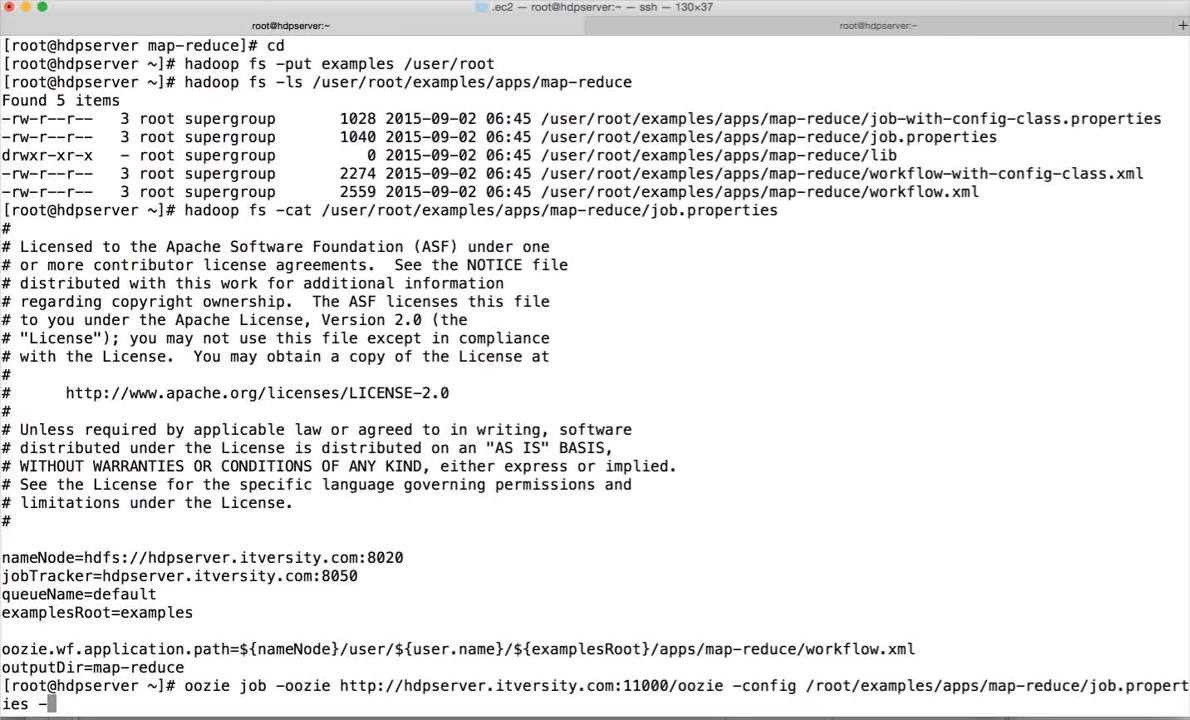 .ec2 — root@hdpserver:~ — ssh — 130×37
root@hdpserver:~ root@hdpserver:~ +
[root@hdpserver map-reduce]# cd
[root@hdpserver ~]# hadoop fs -put examples /user/root
[root@hdpserver ~]# hadoop fs -ls /user/root/examples/apps/map-reduce
Found 5 items
-rw-r--r--   3 root supergroup       1028 2015-09-02 06:45 /user/root/examples/apps/map-reduce/job-with-config-class.properties
-rw-r--r--   3 root supergroup       1040 2015-09-02 06:45 /user/root/examples/apps/map-reduce/job.properties
drwxr-xr-x   - root supergroup          0 2015-09-02 06:45 /user/root/examples/apps/map-reduce/lib
-rw-r--r--   3 root supergroup       2274 2015-09-02 06:45 /user/root/examples/apps/map-reduce/workflow-with-config-class.xml
-rw-r--r--   3 root supergroup       2559 2015-09-02 06:45 /user/root/examples/apps/map-reduce/workflow.xml
[root@hdpserver ~]# hadoop fs -cat /user/root/examples/apps/map-reduce/job.properties
#
# Licensed to the Apache Software Foundation (ASF) under one
# or more contributor license agreements.  See the NOTICE file
# distributed with this work for additional information
# regarding copyright ownership.  The ASF licenses this file
# to you under the Apache License, Version 2.0 (the
# "License"); you may not use this file except in compliance
# with the License.  You may obtain a copy of the License at
#
#      http://www.apache.org/licenses/LICENSE-2.0
#
# Unless required by applicable law or agreed to in writing, software
# distributed under the License is distributed on an "AS IS" BASIS,
# WITHOUT WARRANTIES OR CONDITIONS OF ANY KIND, either express or implied.
# See the License for the specific language governing permissions and
# limitations under the License.
#
nameNode=hdfs://hdpserver.itversity.com:8020
jobTracker=hdpserver.itversity.com:8050
queueName=default
examplesRoot=examples
oozie.wf.application.path=${nameNode}/user/${user.name}/${examplesRoot}/apps/map-reduce/workflow.xml
outputDir=map-reduce
[root@hdpserver ~]# oozie job -oozie http://hdpserver.itversity.com:11000/oozie -config /root/examples/apps/map-reduce/job.propert
ies -